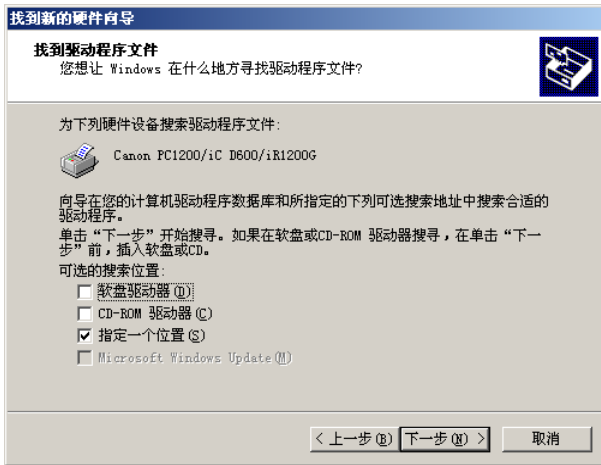 找到新的硬件向导
找到驱动程序文件
您想让 Windows 在什么地方寻找驱动程序文件?
为下列硬件设备搜索驱动程序文件:
Canon PC1200/iC D600/iR1200G
向导在您的计算机驱动程序数据库和所指定的下列可选搜索地址中搜索合适的
驱动程序。
单击“下一步”开始搜寻。如果在软盘或CD-ROM 驱动器搜寻，在单击“下一
步”前，插入软盘或CD。
可选的搜索位置:
软盘驱动器(D)
CD-ROM 驱动器(C)
指定一个位置(S)
Microsoft Windows Update(M)
< 上一步(B) 下一步(N) > 取消